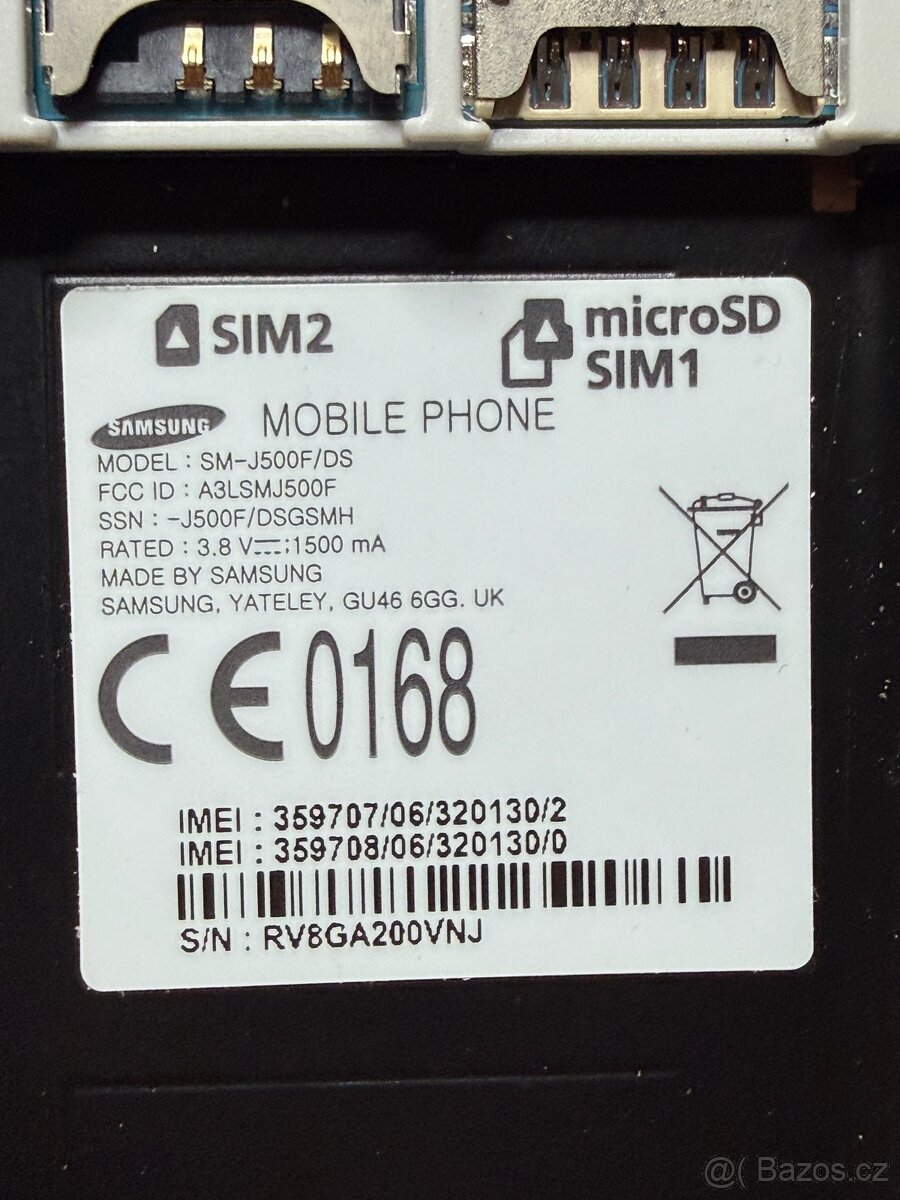 SIM2
microSD
SIM1
SAMSUNG MOBILE PHONE
MODEL : SM-J500F/DS
FCC ID : A3LSMJ500F
SSN : -J500F/DSGSMH
RATED : 3.8 V⎓;1500 mA
MADE BY SAMSUNG
SAMSUNG, YATELEY, GU46 6GG. UK
CE0168
IMEI : 359707/06/320130/2
IMEI : 359708/06/320130/0
S/N : RV8GA200VNJ
@( Bazos.cz